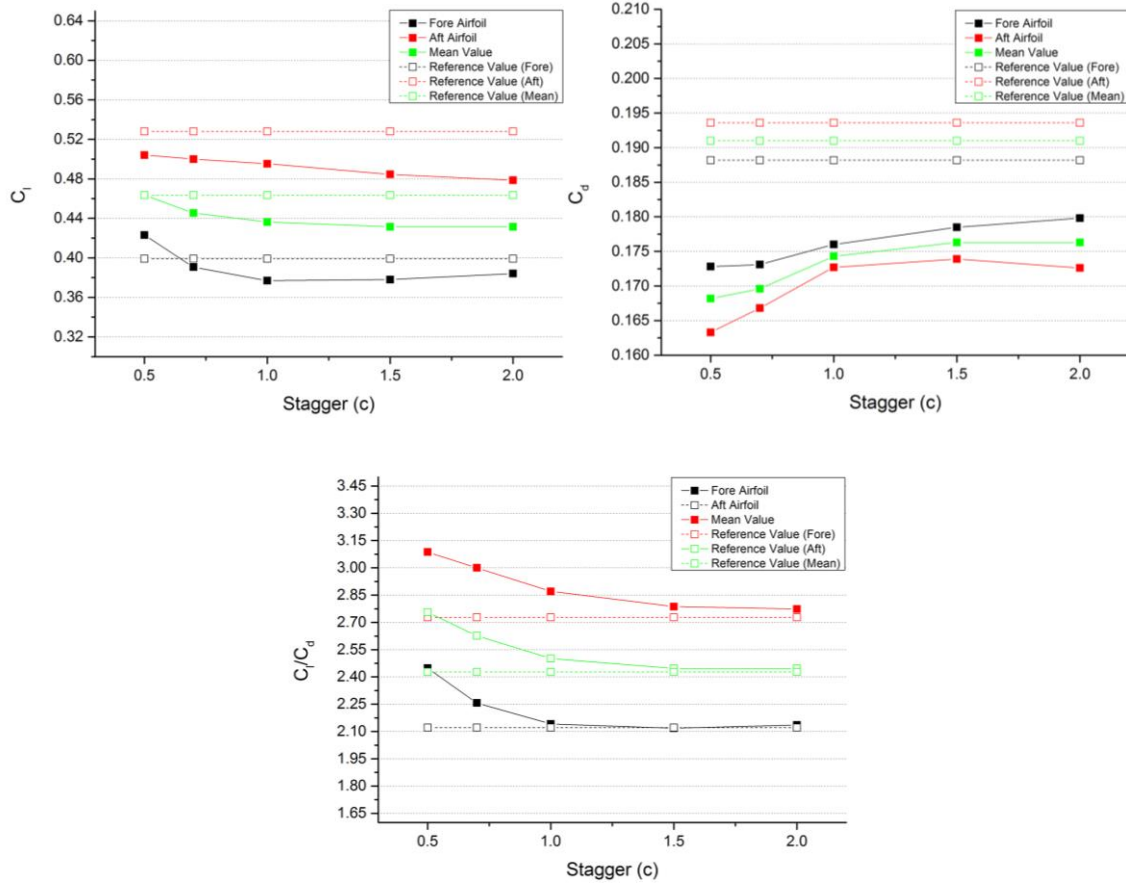 0.64
0.60
0.56
0.52
0.48
0.44
0.40
0.36
0.32
C_l
0.5 1.0 1.5 2.0
Stagger (c)
Fore Airfoil
Aft Airfoil
Mean Value
Reference Value (Fore)
Reference Value (Aft)
Reference Value (Mean)
0.210
0.205
0.200
0.195
0.190
0.185
0.180
0.175
0.170
0.165
0.160
C_d
0.5 1.0 1.5 2.0
Stagger (c)
Fore Airfoil
Aft Airfoil
Mean Value
Reference Value (Fore)
Reference Value (Aft)
Reference Value (Mean)
3.45
3.30
3.15
3.00
2.85
2.70
2.55
2.40
2.25
2.10
1.95
1.80
1.65
C_l/C_d
0.5 1.0 1.5 2.0
Stagger (c)
Fore Airfoil
Aft Airfoil
Mean Value
Reference Value (Fore)
Reference Value (Aft)
Reference Value (Mean)